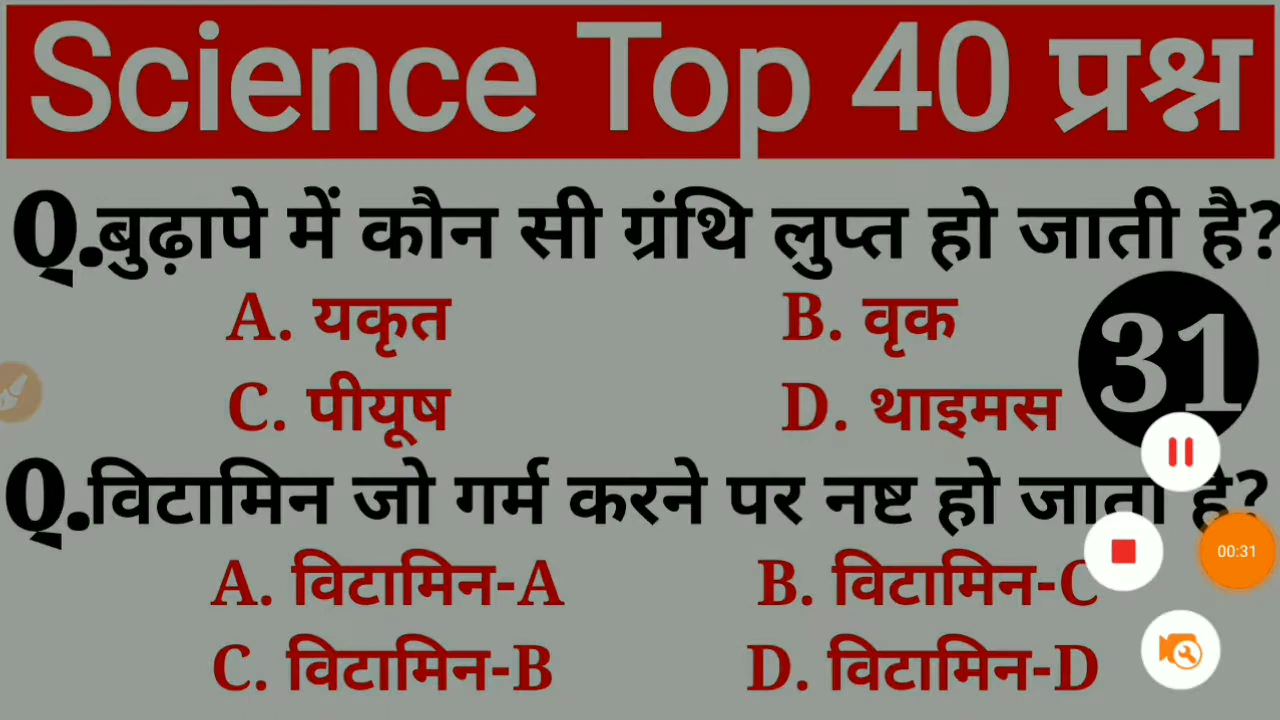 Science Top 40 प्रश्न
Q.बुढ़ापे में कौन सी ग्रंथि लुप्त हो जाती है?
A. यकृत B. वृक
C. पीयूष D. थाइमस
31
Q.विटामिन जो गर्म करने पर नष्ट हो जाता है?
00:31
A. विटामिन-A B. विटामिन-C
C. विटामिन-B D. विटामिन-D